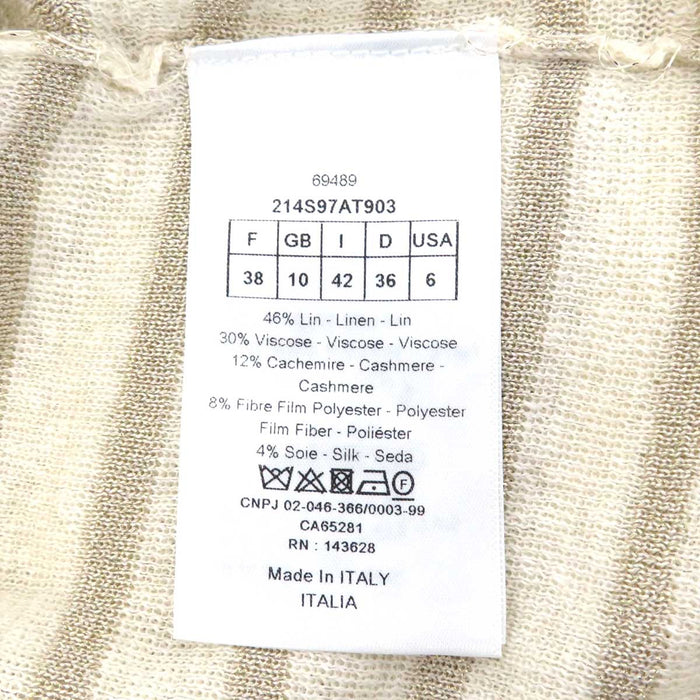 69489
214S97AT903
F GB I D USA
38 10 42 36 6
46% Lin - Linen - Lin
30% Viscose - Viscose - Viscose
12% Cachemire - Cashmere -
Cashmere
8% Fibre Film Polyester - Polyester
Film Fiber - Poliéster
4% Soie - Silk - Seda
F
CNPJ 02-046-366/0003-99
CA65281
RN : 143628
Made In ITALY
ITALIA